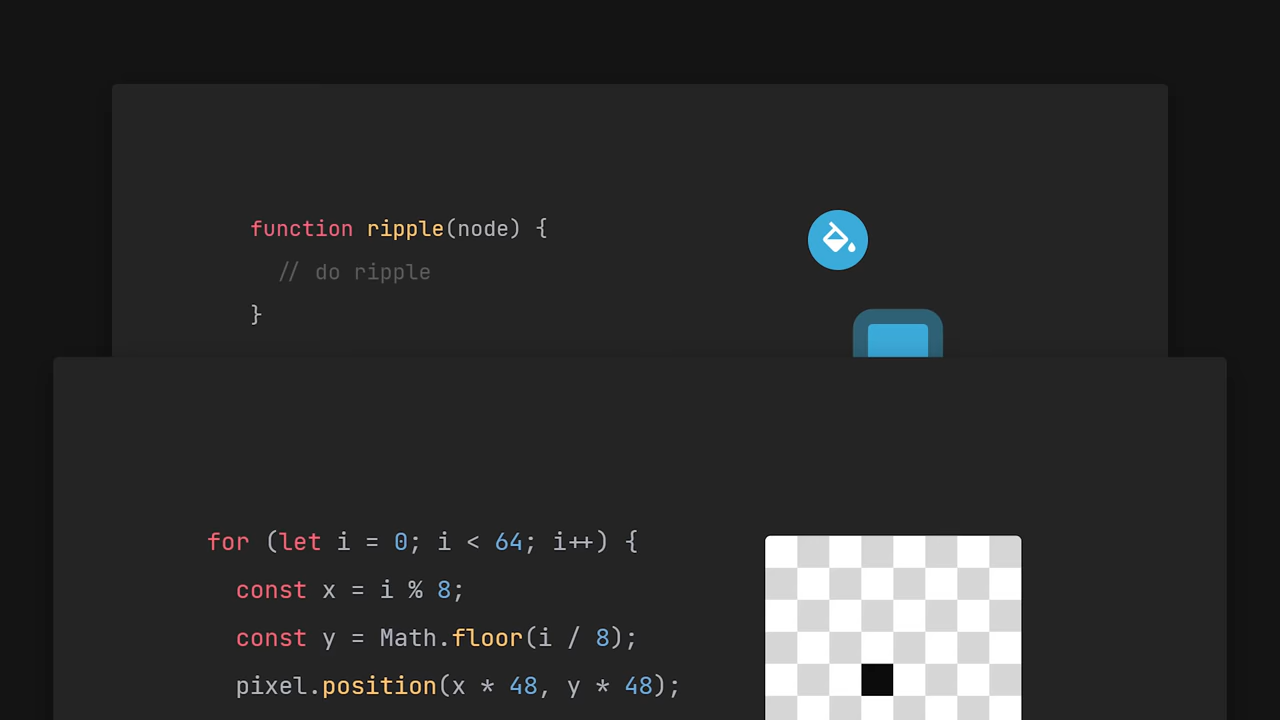 function ripple(node) {
// do ripple
}
for (let i = 0; i < 64; i++) {
const x = i % 8;
const y = Math.floor(i / 8);
pixel.position(x * 48, y * 48);